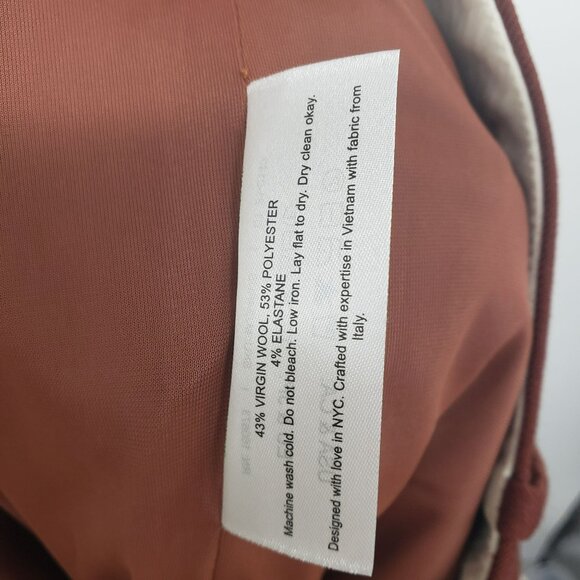 43% VIRGIN WOOL, 53% POLYESTER
4% ELASTANE
Machine wash cold. Do not bleach. Low iron. Lay flat to dry. Dry clean okay.
Designed with love in NYC. Crafted with expertise in Vietnam with fabric from
Italy.